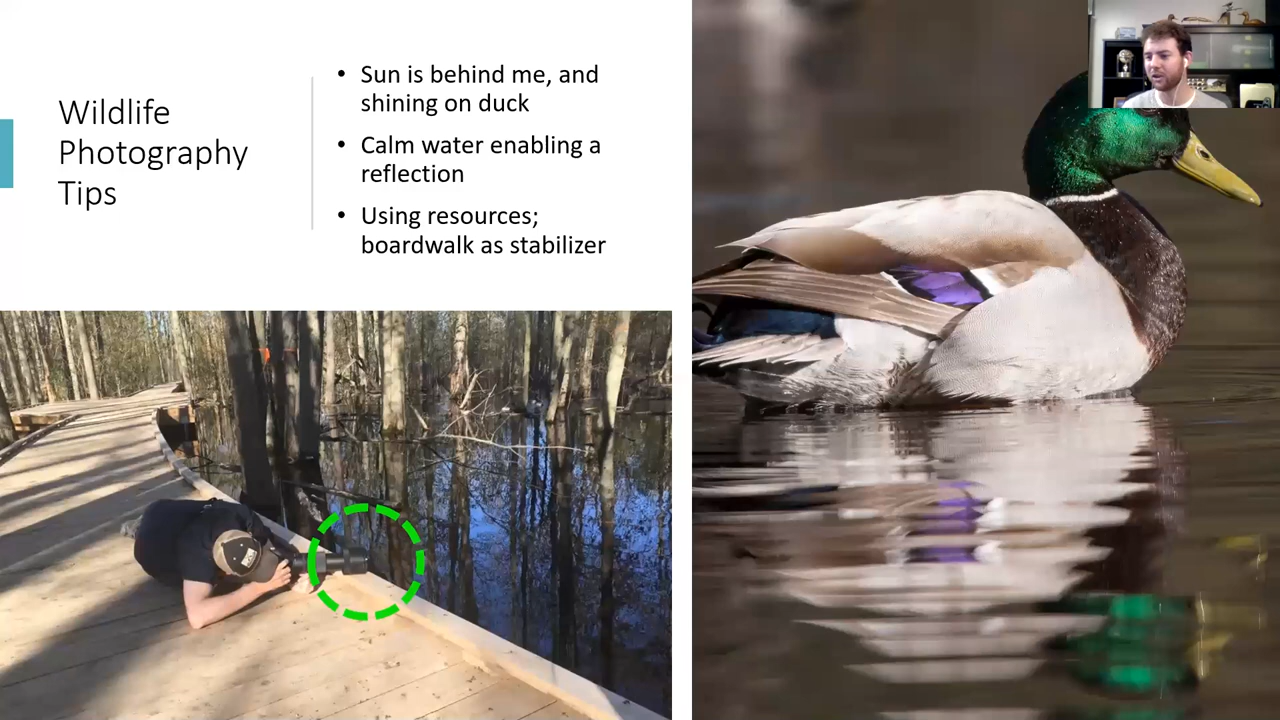 Wildlife
Photography
Tips
• Sun is behind me, and
shining on duck
• Calm water enabling a
reflection
• Using resources;
boardwalk as stabilizer